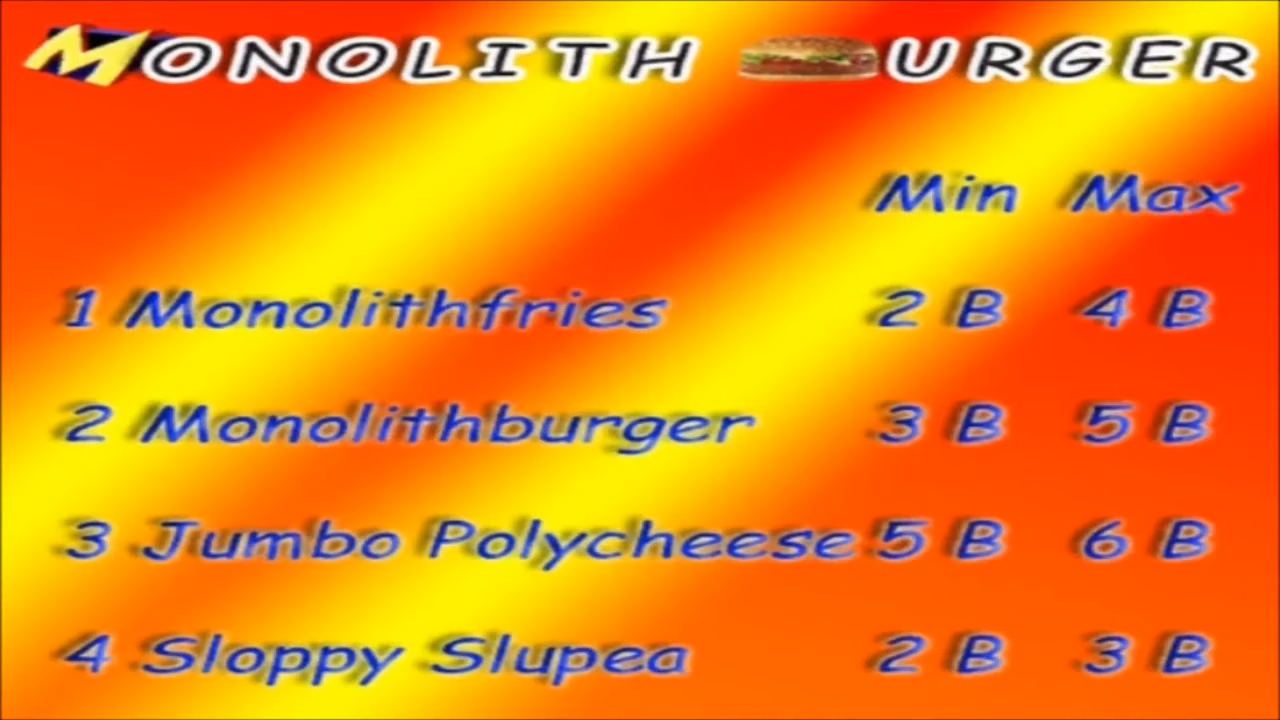 MONOLITH BURGER
Min Max
1 Monolithfries 2 B 4 B
2 Monolithburger 3 B 5 B
3 Jumbo Polycheese 5 B 6 B
4 Sloppy Slupea 2 B 3 B